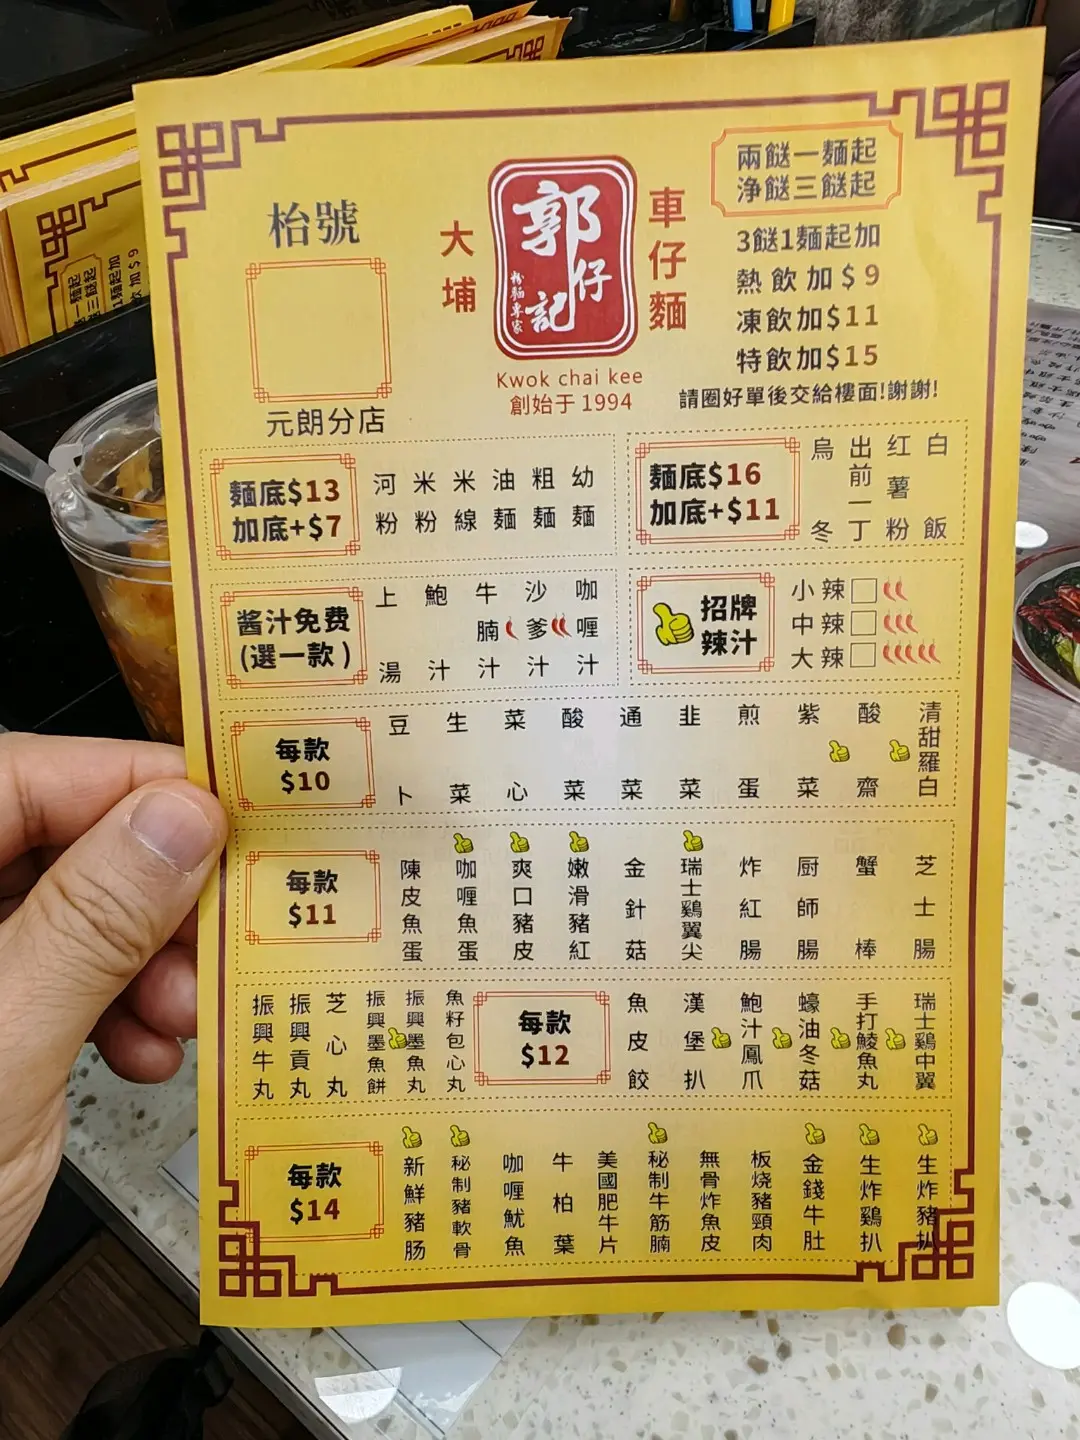 枱號
元朗分店
大埔
郭仔記
粉麵專家
車仔麵
Kwok chai kee
創始于1994
兩餸一麵起
淨餸三餸起
3餸1麵起加
熱飲加$9
凍飲加$11
特飲加$15
請圈好單後交給樓面!謝謝!
麵底$13
加底+$7
河粉
米粉
米線
油麵
粗麵
幼麵
麵底$16
加底+$11
烏冬
出前一丁
红薯粉
白飯
酱汁免费
(選一款)
上湯
鮑汁
牛腩汁
沙爹汁
咖喱汁
招牌
辣汁
小辣
中辣
大辣
每款
$10
豆卜
生菜
菜心
酸菜
通菜
韭菜
煎蛋
紫菜
酸齋
清甜羅白
每款
$11
陳皮魚蛋
咖喱魚蛋
爽口豬皮
嫩滑豬紅
金針菇
瑞士鷄翼尖
炸紅腸
厨師腸
蟹棒
芝士腸
振興牛丸
振興貢丸
芝心丸
振興墨魚餅
振興墨魚丸
魚籽包心丸
每款
$12
魚皮餃
漢堡扒
鮑汁鳳爪
蠔油冬菇
手打鯪魚丸
瑞士鷄中翼
每款
$14
新鮮豬肠
秘制豬軟骨
咖喱魷魚
牛柏葉
美國肥牛片
秘制牛筋腩
無骨炸魚皮
板烧豬頸肉
金錢牛肚
生炸鷄扒
生炸豬扒